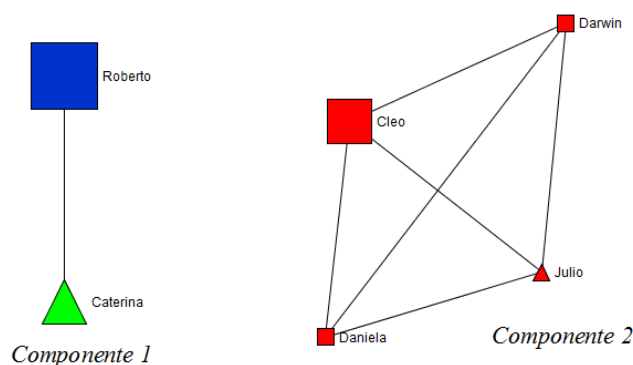 Darwin
Roberto
Cleo
Julio
Caterina
Daniela
Componente 2
Componente 1